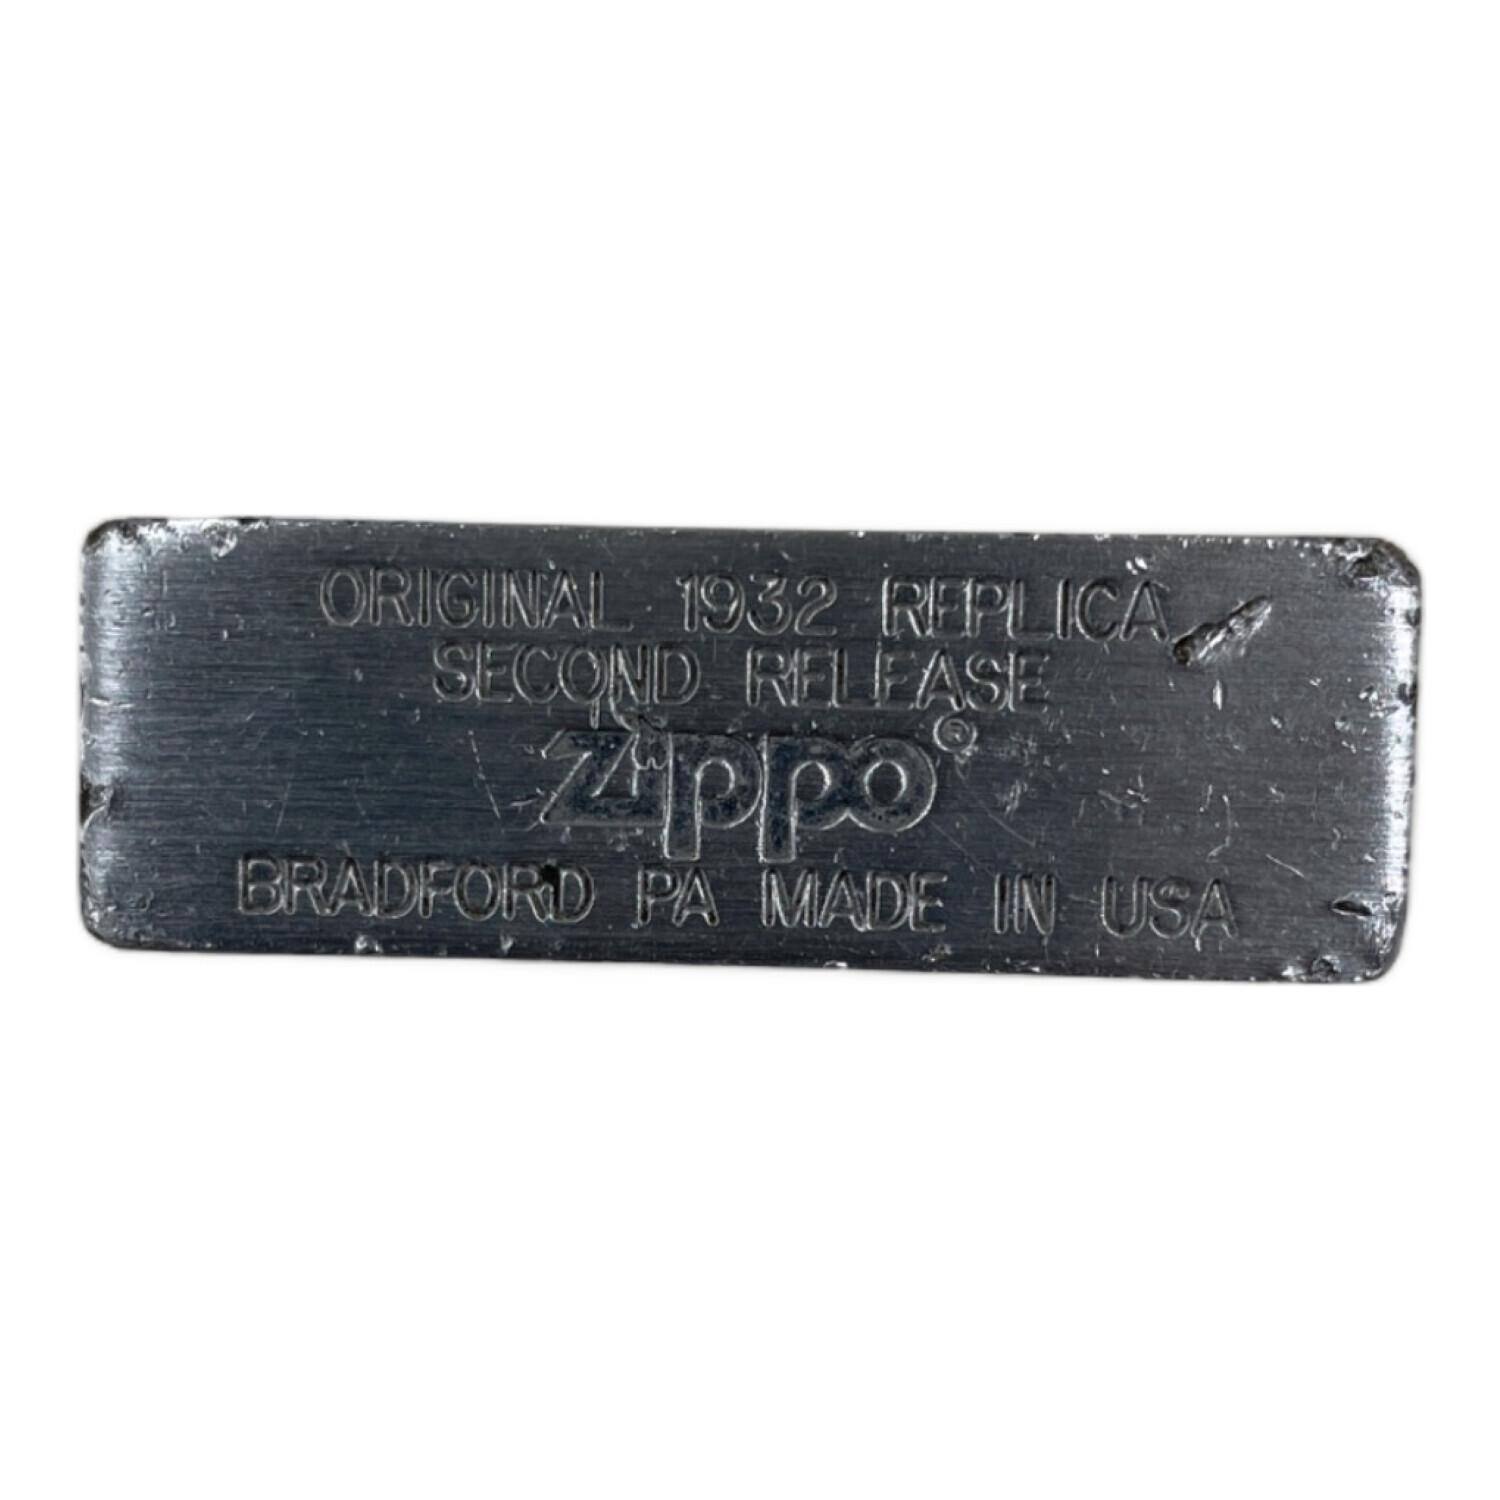 ORIGINAL 1932 REPLICA
SECOND RELEASE
Zippo®
BRADFORD PA MADE IN USA